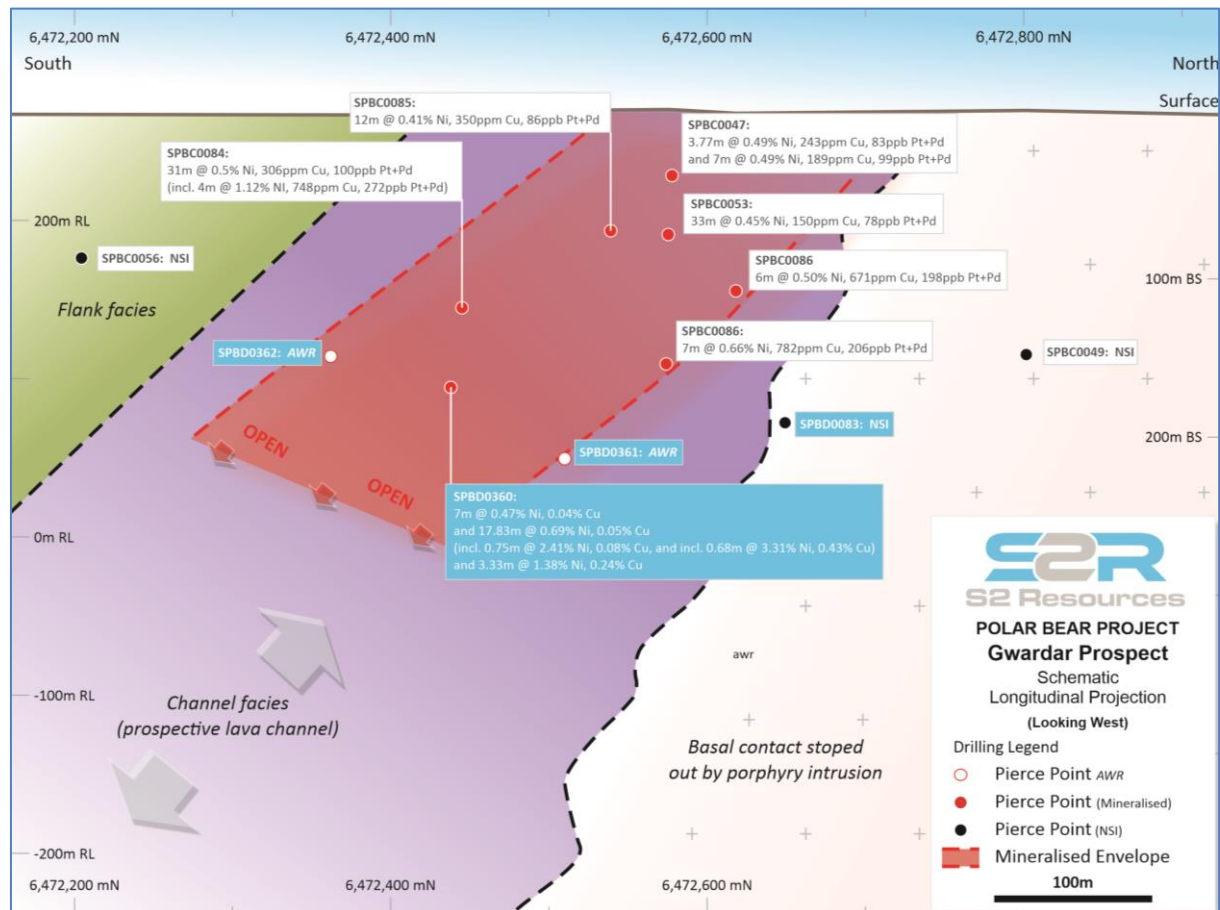 6,472,200 mN
6,472,400 mN
6,472,600 mN
6,472,800 mN
South
North
Surface
SPBC0085:
12m @ 0.41% Ni, 350ppm Cu, 86ppb Pt+Pd
SPBC0047:
3.77m @ 0.49% Ni, 243ppm Cu, 83ppb Pt+Pd
and 7m @ 0.49% Ni, 189ppm Cu, 99ppb Pt+Pd
SPBC0084:
31m @ 0.5% Ni, 306ppm Cu, 100ppb Pt+Pd
(incl. 4m @ 1.12% NI, 748ppm Cu, 272ppb Pt+Pd)
200m RL
SPBC0053:
33m @ 0.45% Ni, 150ppm Cu, 78ppb Pt+Pd
SPBC0056: NSI
SPBC0086
6m @ 0.50% Ni, 671ppm Cu, 198ppb Pt+Pd
100m BS
Flank facies
SPBC0086:
7m @ 0.66% Ni, 782ppm Cu, 206ppb Pt+Pd
SPBD0362: AWR
SPBC0049: NSI
SPBD0083: NSI
200m BS
OPEN
OPEN
SPBD0361: AWR
SPBD0360:
7m @ 0.47% Ni, 0.04% Cu
and 17.83m @ 0.69% Ni, 0.05% Cu
(incl. 0.75m @ 2.41% Ni, 0.08% Cu, and incl. 0.68m @ 3.31% Ni, 0.43% Cu)
and 3.33m @ 1.38% Ni, 0.24% Cu
0m RL
awr
-100m RL
Channel facies
(prospective lava channel)
Basal contact stoped
out by porphyry intrusion
-200m RL
6,472,200 mN
6,472,400 mN
6,472,600 mN
S2R
S2 Resources
POLAR BEAR PROJECT
Gwardar Prospect
Schematic
Longitudinal Projection
(Looking West)
Drilling Legend
Pierce Point AWR
Pierce Point (Mineralised)
Pierce Point (NSI)
Mineralised Envelope
100m